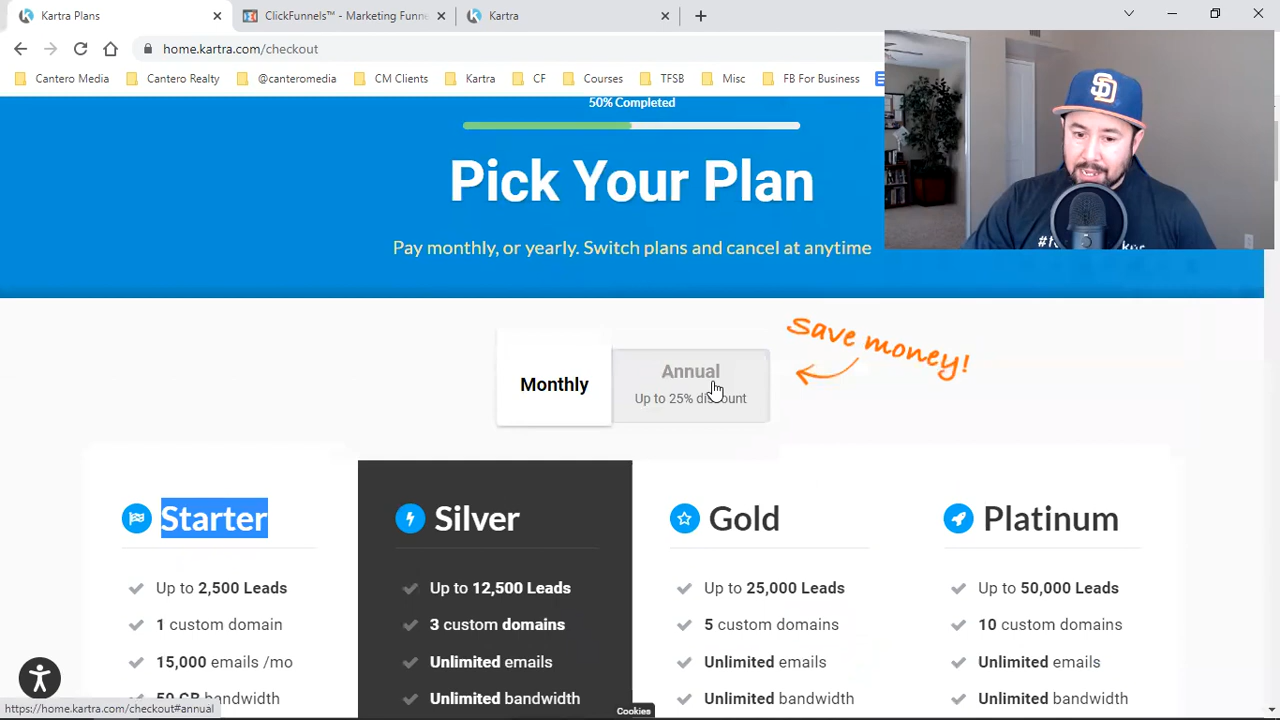 Kartra Plans
ClickFunnels™ - Marketing Funne
Kartra
home.kartra.com/checkout
Cantero Media
Cantero Realty
@canteromedia
CM Clients
Kartra
CF
Courses
TFSB
Misc
FB For Business
50% Completed
Pick Your Plan
Pay monthly, or yearly. Switch plans and cancel at anytime
Monthly
Annual
Up to 25% discount
Save money!
Starter
Up to 2,500 Leads
1 custom domain
15,000 emails /mo
50 GB bandwidth
Silver
Up to 12,500 Leads
3 custom domains
Unlimited emails
Unlimited bandwidth
Gold
Up to 25,000 Leads
5 custom domains
Unlimited emails
Unlimited bandwidth
Platinum
Up to 50,000 Leads
10 custom domains
Unlimited emails
Unlimited bandwidth
https://home.kartra.com/checkout#annual
Cookies
SD